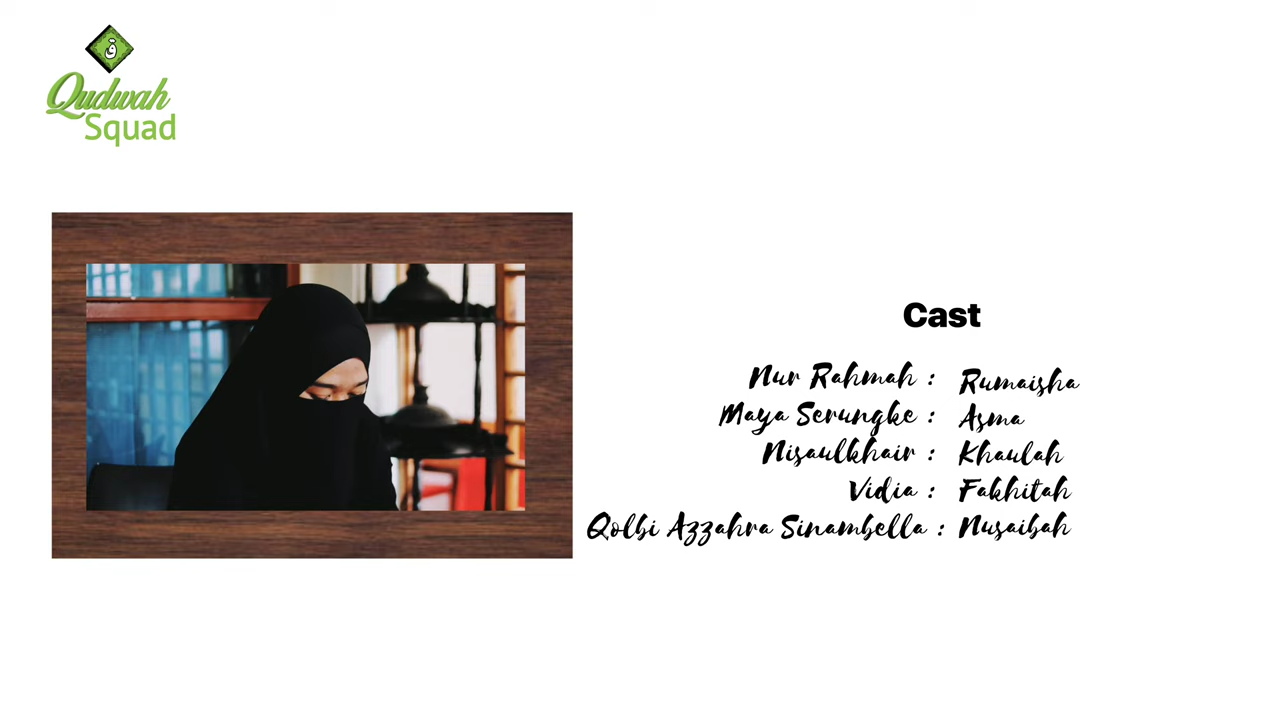 Qudwah
Squad
Cast
Nur Rahmah : Rumaisha
Maya Serungke : Asma
Nisaulkhair : Khaulah
Vidia : Fakhitah
Qolbi Azzahra Sinambella : Nusaibah